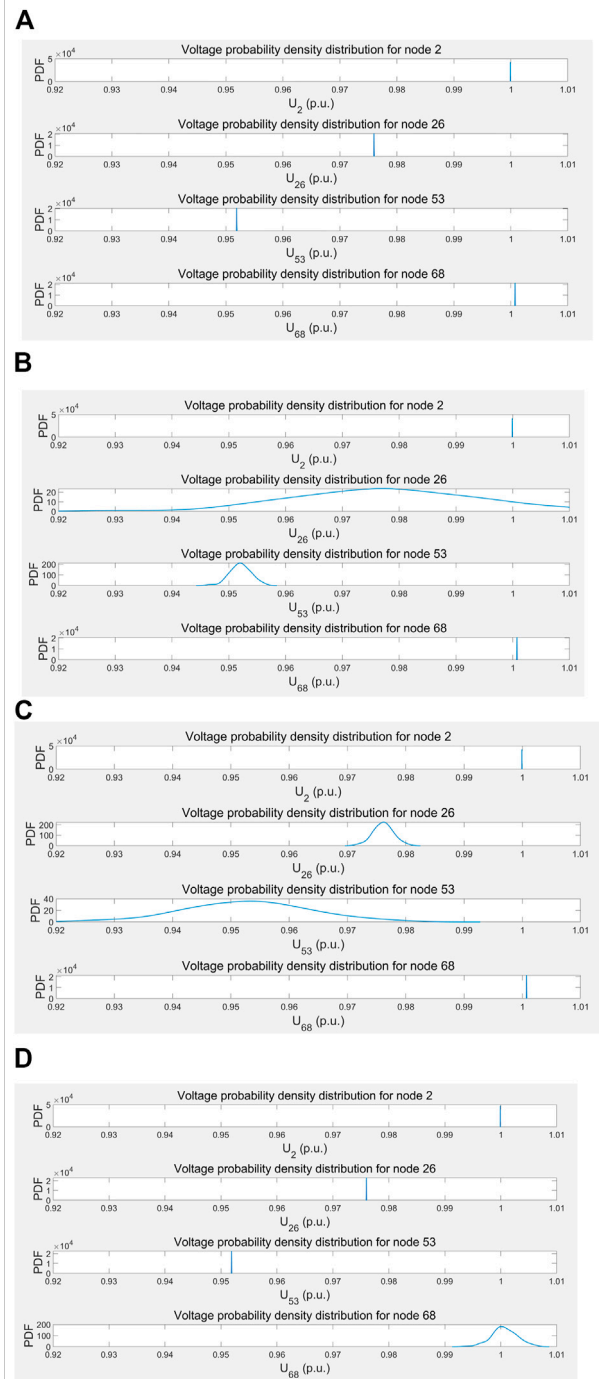 A
Voltage probability density distribution for node 2
×10⁴
PDF
5
0
0.92 0.93 0.94 0.95 0.96 0.97 0.98 0.99 1 1.01
U₂ (p.u.)
Voltage probability density distribution for node 26
×10⁴
PDF
2
1
0
0.92 0.93 0.94 0.95 0.96 0.97 0.98 0.99 1 1.01
U₂₆ (p.u.)
Voltage probability density distribution for node 53
×10⁴
PDF
2
1
0
0.92 0.93 0.94 0.95 0.96 0.97 0.98 0.99 1 1.01
U₅₃ (p.u.)
Voltage probability density distribution for node 68
×10⁴
PDF
2
1
0
0.92 0.93 0.94 0.95 0.96 0.97 0.98 0.99 1 1.01
U₆₈ (p.u.)
B
Voltage probability density distribution for node 2
×10⁴
PDF
5
0
0.92 0.93 0.94 0.95 0.96 0.97 0.98 0.99 1 1.01
U₂ (p.u.)
Voltage probability density distribution for node 26
PDF
20
10
0
0.92 0.93 0.94 0.95 0.96 0.97 0.98 0.99 1 1.01
U₂₆ (p.u.)
Voltage probability density distribution for node 53
PDF
200
100
0
0.92 0.93 0.94 0.95 0.96 0.97 0.98 0.99 1 1.01
U₅₃ (p.u.)
Voltage probability density distribution for node 68
×10⁴
PDF
2
1
0
0.92 0.93 0.94 0.95 0.96 0.97 0.98 0.99 1 1.01
U₆₈ (p.u.)
C
Voltage probability density distribution for node 2
×10⁴
PDF
5
0
0.92 0.93 0.94 0.95 0.96 0.97 0.98 0.99 1 1.01
U₂ (p.u.)
Voltage probability density distribution for node 26
PDF
200
100
0
0.92 0.93 0.94 0.95 0.96 0.97 0.98 0.99 1 1.01
U₂₆ (p.u.)
Voltage probability density distribution for node 53
PDF
40
20
0
0.92 0.93 0.94 0.95 0.96 0.97 0.98 0.99 1 1.01
U₅₃ (p.u.)
Voltage probability density distribution for node 68
×10⁴
PDF
2
1
0
0.92 0.93 0.94 0.95 0.96 0.97 0.98 0.99 1 1.01
U₆₈ (p.u.)
D
Voltage probability density distribution for node 2
×10⁴
PDF
5
0
0.92 0.93 0.94 0.95 0.96 0.97 0.98 0.99 1 1.01
U₂ (p.u.)
Voltage probability density distribution for node 26
×10⁴
PDF
2
1
0
0.92 0.93 0.94 0.95 0.96 0.97 0.98 0.99 1 1.01
U₂₆ (p.u.)
Voltage probability density distribution for node 53
×10⁴
PDF
2
1
0
0.92 0.93 0.94 0.95 0.96 0.97 0.98 0.99 1 1.01
U₅₃ (p.u.)
Voltage probability density distribution for node 68
PDF
200
100
0
0.92 0.93 0.94 0.95 0.96 0.97 0.98 0.99 1 1.01
U₆₈ (p.u.)